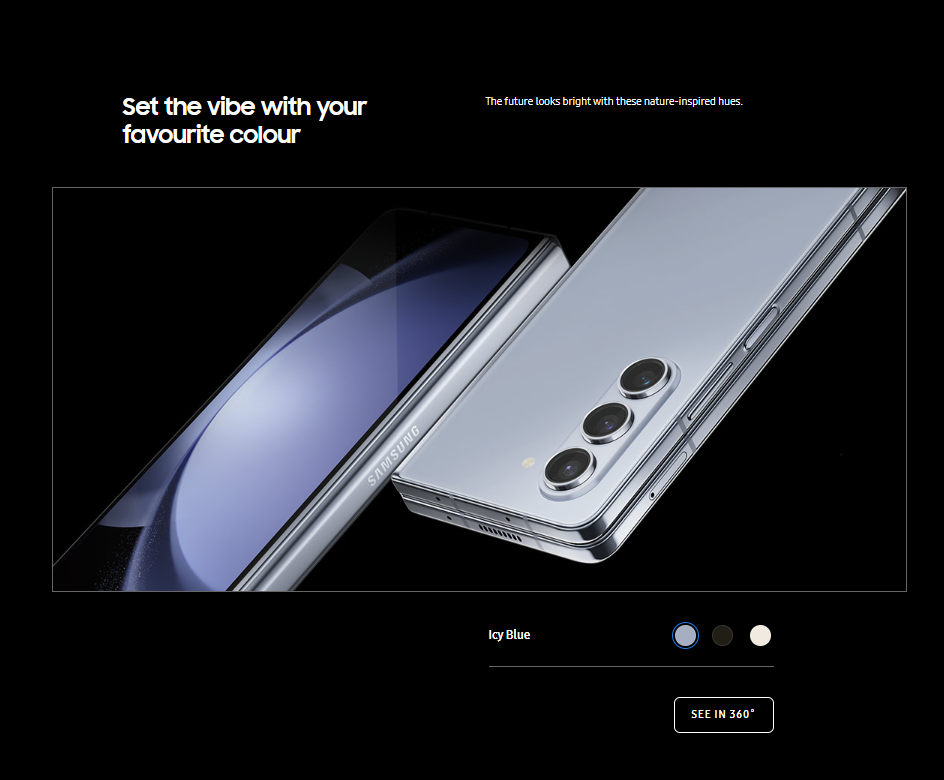 Set the vibe with your
favourite colour
The future looks bright with these nature-inspired hues.
SAMSUNG
Icy Blue
SEE IN 360°